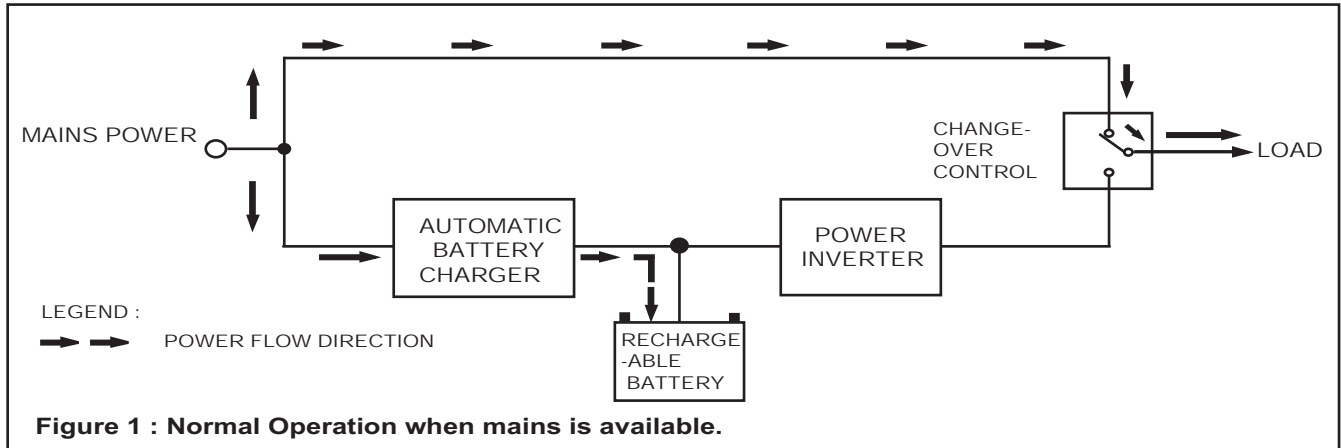 MAINS POWER
CHANGE-
OVER
CONTROL
LOAD
AUTOMATIC
BATTERY
CHARGER
POWER
INVERTER
LEGEND :
POWER FLOW DIRECTION
RECHARGE
-ABLE
BATTERY
Figure 1 : Normal Operation when mains is available.